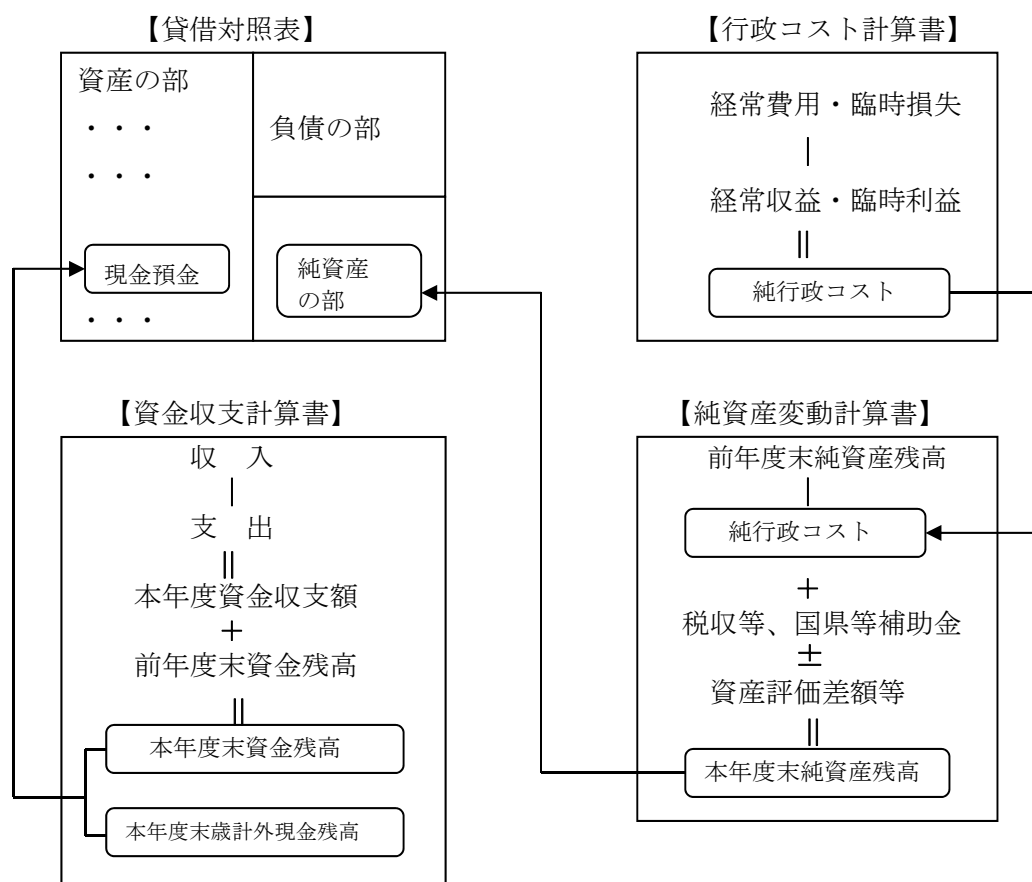 【貸借対照表】
資産の部
・・・
・・・
現金預金
・・・
負債の部
純資産
の部
【行政コスト計算書】
経常費用・臨時損失
|
経常収益・臨時利益
||
純行政コスト
【資金収支計算書】
収　入
|
支　出
||
本年度資金収支額
＋
前年度末資金残高
||
本年度末資金残高
本年度末歳計外現金残高
【純資産変動計算書】
前年度末純資産残高
|
純行政コスト
＋
税収等、国県等補助金
±
資産評価差額等
||
本年度末純資産残高